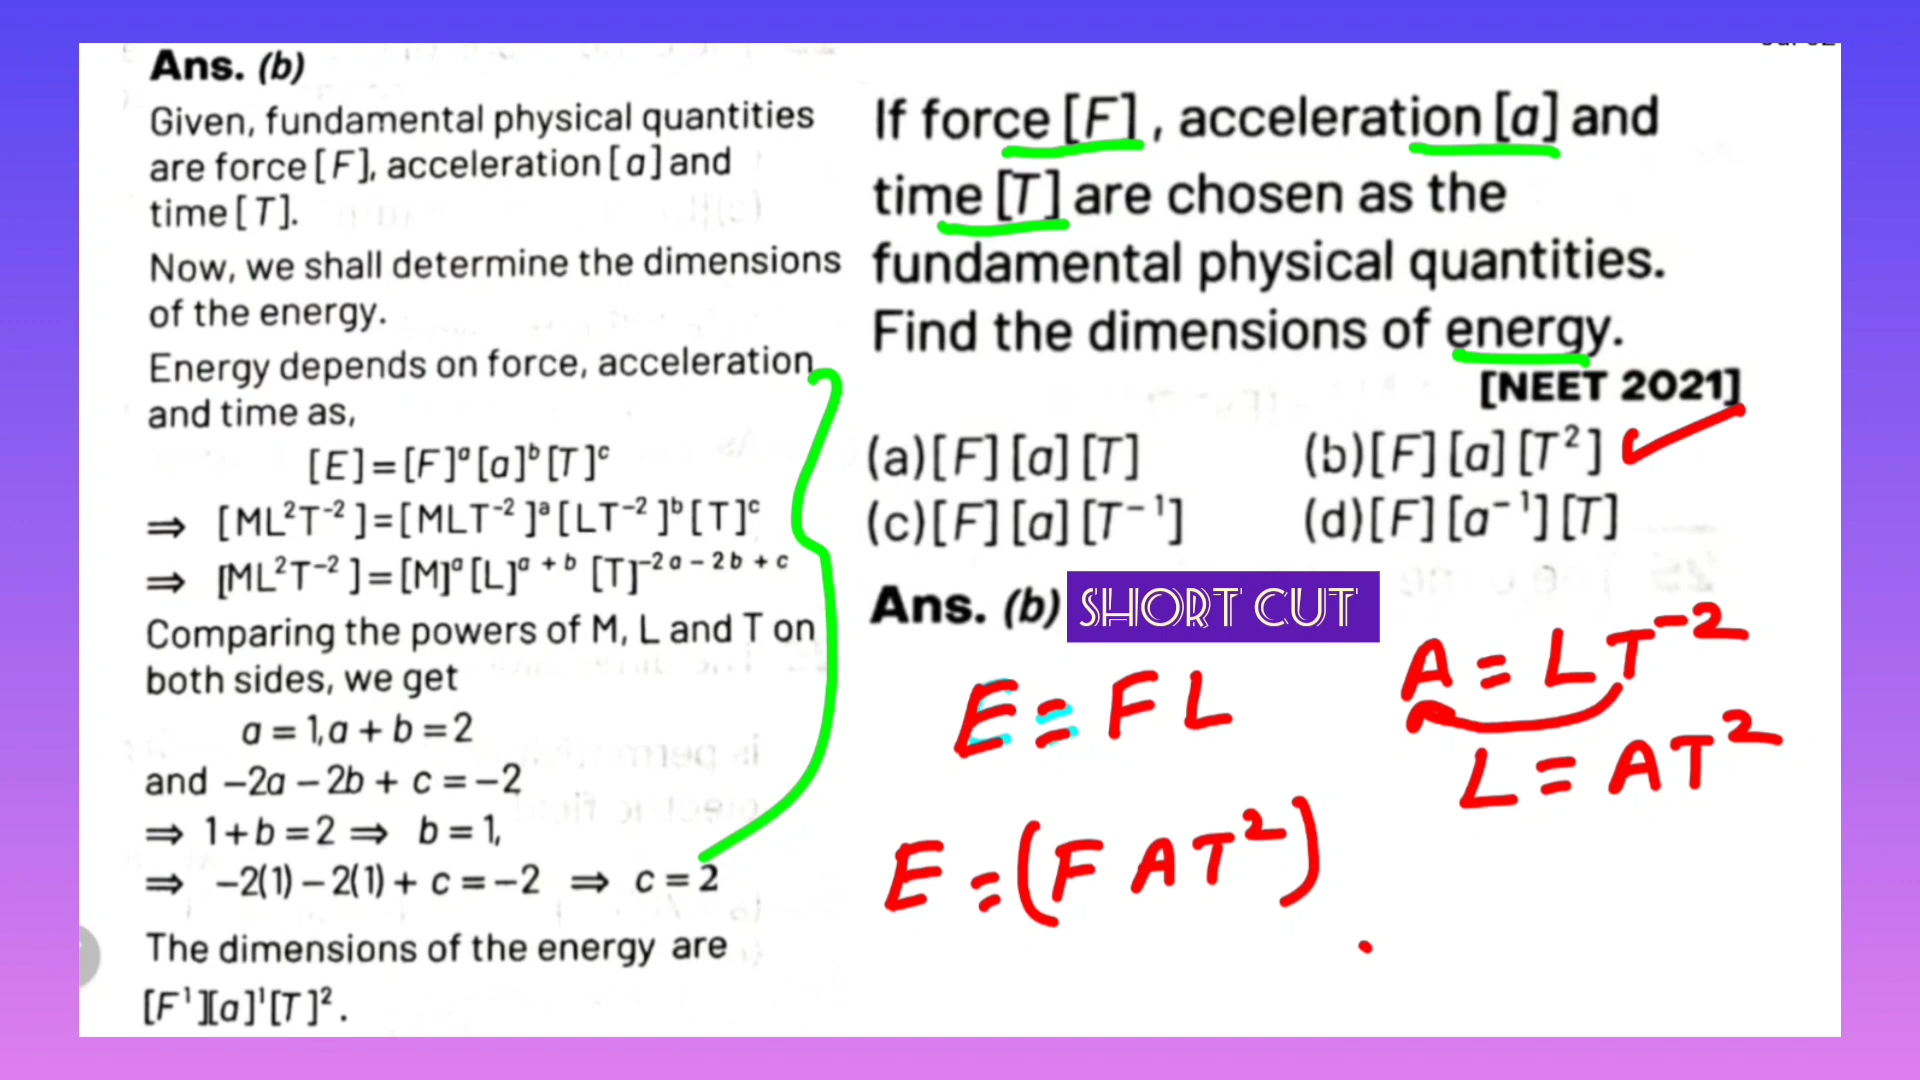 Ans. (b)
Given, fundamental physical quantities
are force [F], acceleration [a] and
time [T].
Now, we shall determine the dimensions
of the energy.
Energy depends on force, acceleration
and time as,
[E] = [F]ᵃ [a]ᵇ [T]ᶜ
⇒ [ML²T⁻²] = [MLT⁻²]ᵃ [LT⁻²]ᵇ [T]ᶜ
⇒ [ML²T⁻²] = [M]ᵃ [L]ᵃ ⁺ ᵇ [T]⁻²ᵃ ⁻ ²ᵇ ⁺ ᶜ
Comparing the powers of M, L and T on
both sides, we get
a = 1, a + b = 2
and −2a − 2b + c = −2
⇒ 1 + b = 2 ⇒ b = 1,
⇒ −2(1) − 2(1) + c = −2 ⇒ c = 2
The dimensions of the energy are
[F¹][a]¹[T]².
If force [F], acceleration [a] and
time [T] are chosen as the
fundamental physical quantities.
Find the dimensions of energy.
[NEET 2021]
(a) [F] [a] [T] (b) [F] [a] [T²]
(c) [F] [a] [T⁻¹] (d) [F] [a⁻¹] [T]
Ans. (b) SHORT CUT
E = FL
A = LT⁻²
L = AT²
E = (FAT²)